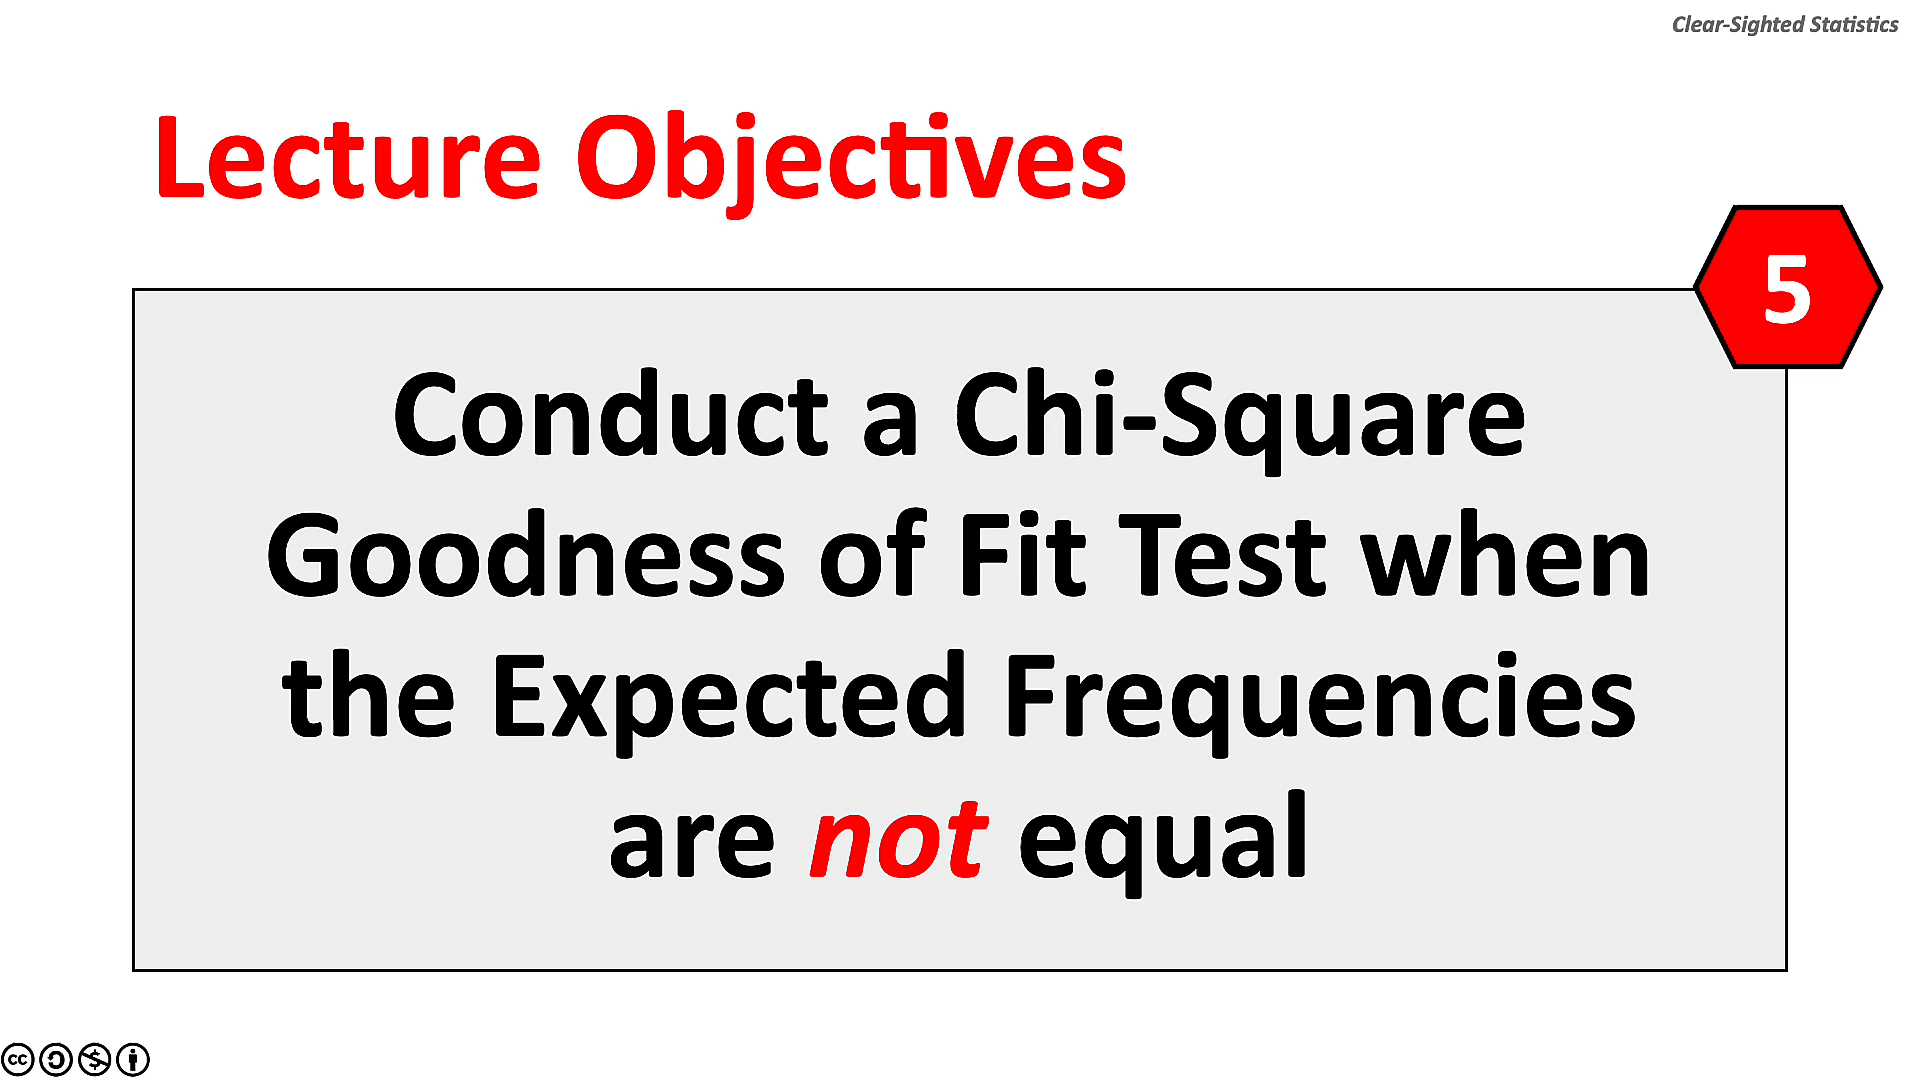 Clear-Sighted Statistics
Lecture Objectives
5
Conduct a Chi-Square
Goodness of Fit Test when
the Expected Frequencies
are not equal
cc